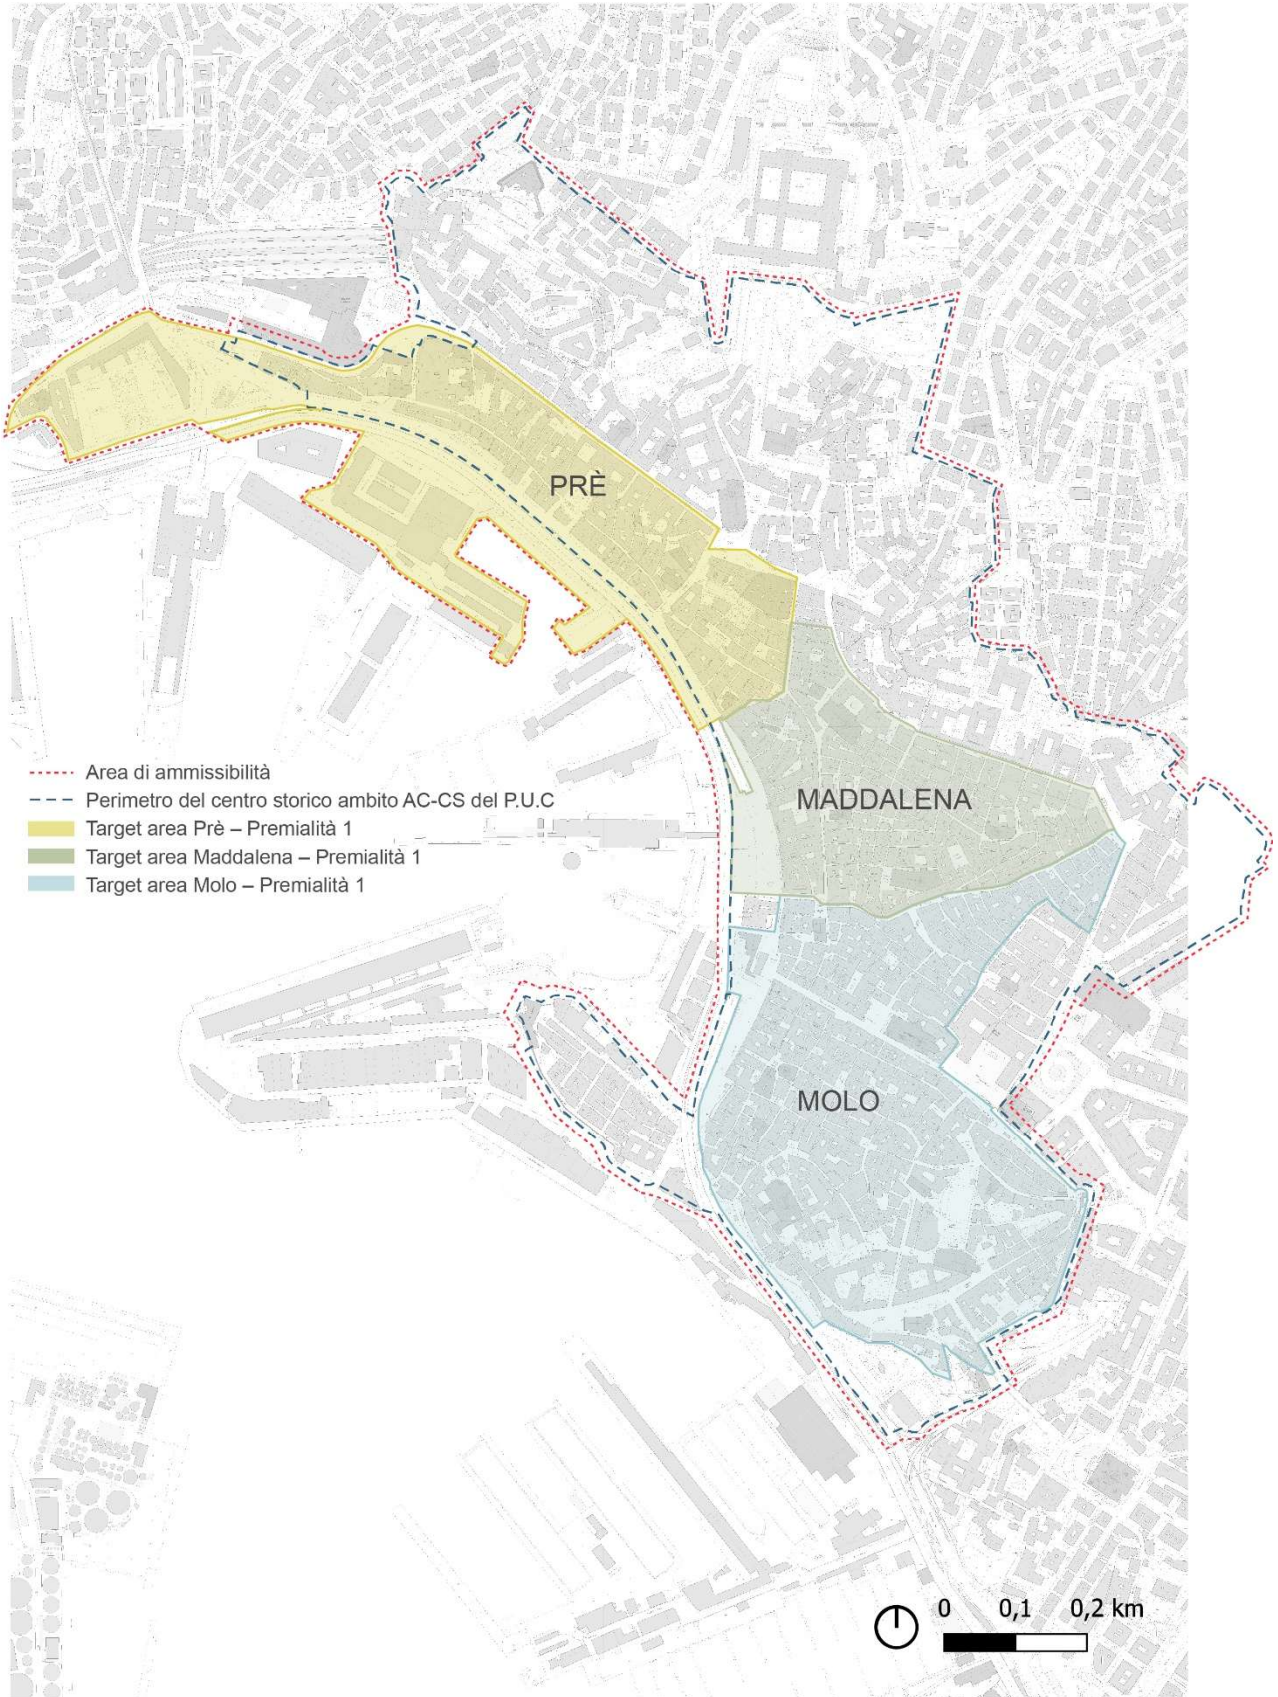 PRÈ
Area di ammissibilità
Perimetro del centro storico ambito AC-CS del P.U.C
Target area Prè – Premialità 1
Target area Maddalena – Premialità 1
Target area Molo – Premialità 1
MADDALENA
MOLO
0 0,1 0,2 km